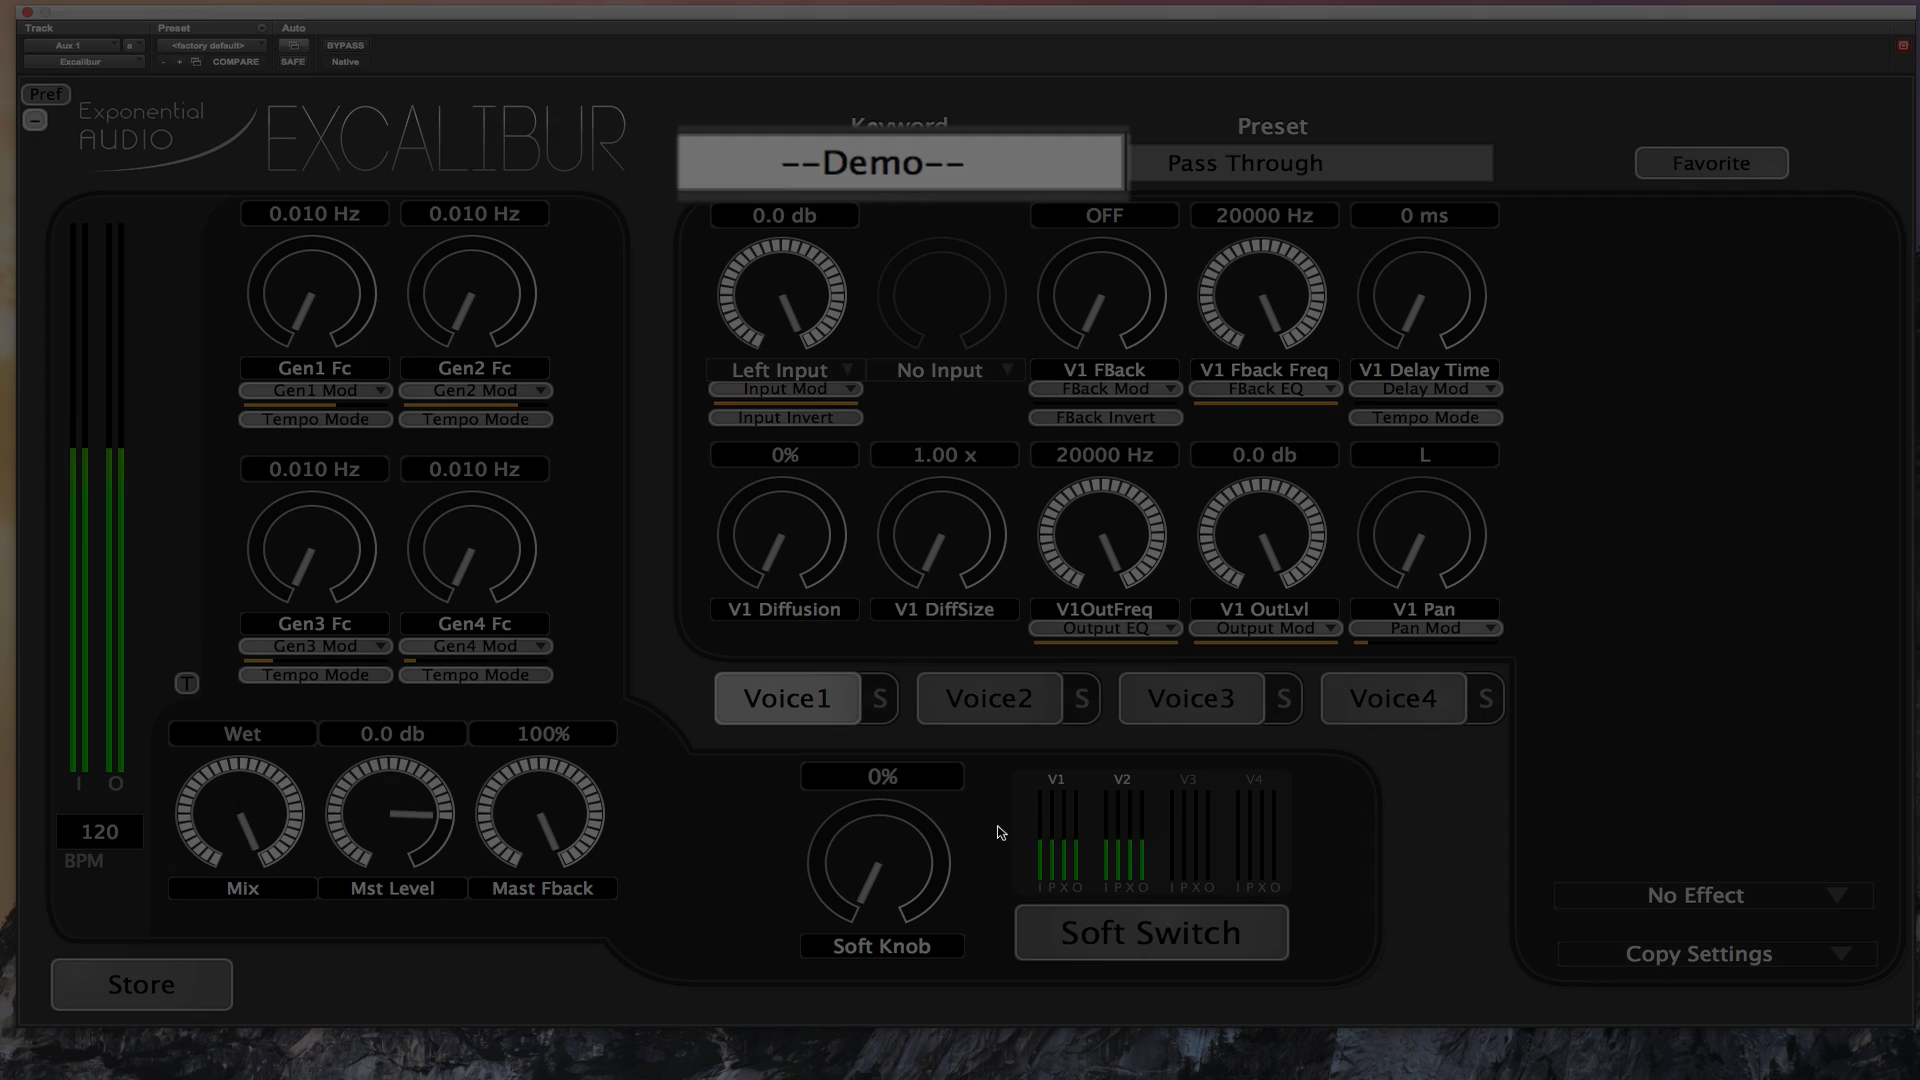 Track
Preset
Auto
Aux 1
a
<factory default>
BYPASS
Excalibur
- +
COMPARE
SAFE
Native
Pref
Exponential
AUDIO
EXCALIBUR
Keyword
Preset
--Demo--
Pass Through
Favorite
0.010 Hz
0.010 Hz
0.0 db
OFF
20000 Hz
0 ms
Gen1 Fc
Gen2 Fc
Left Input
No Input
V1 FBack
V1 Fback Freq
V1 Delay Time
Gen1 Mod
Gen2 Mod
Input Mod
FBack Mod
FBack EQ
Delay Mod
Tempo Mode
Tempo Mode
Input Invert
FBack Invert
Tempo Mode
0.010 Hz
0.010 Hz
0%
1.00 x
20000 Hz
0.0 db
L
Gen3 Fc
Gen4 Fc
V1 Diffusion
V1 DiffSize
V1OutFreq
V1 OutLvl
V1 Pan
Gen3 Mod
Gen4 Mod
Output EQ
Output Mod
Pan Mod
Tempo Mode
Tempo Mode
T
Voice1
S
Voice2
S
Voice3
S
Voice4
S
Wet
0.0 db
100%
0%
V1
V2
V3
V4
I
O
120
BPM
Mix
Mst Level
Mast Fback
I P X O
I P X O
I P X O
I P X O
No Effect
Soft Knob
Soft Switch
Copy Settings
Store